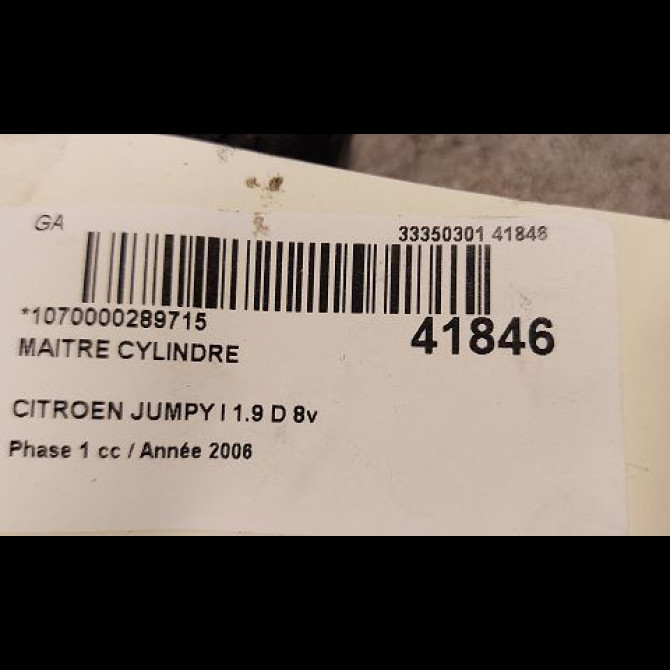 GA
33350301 41846
*1070000289715
41846
MAITRE CYLINDRE
CITROEN JUMPY I 1.9 D 8v
Phase 1 cc / Année 2006